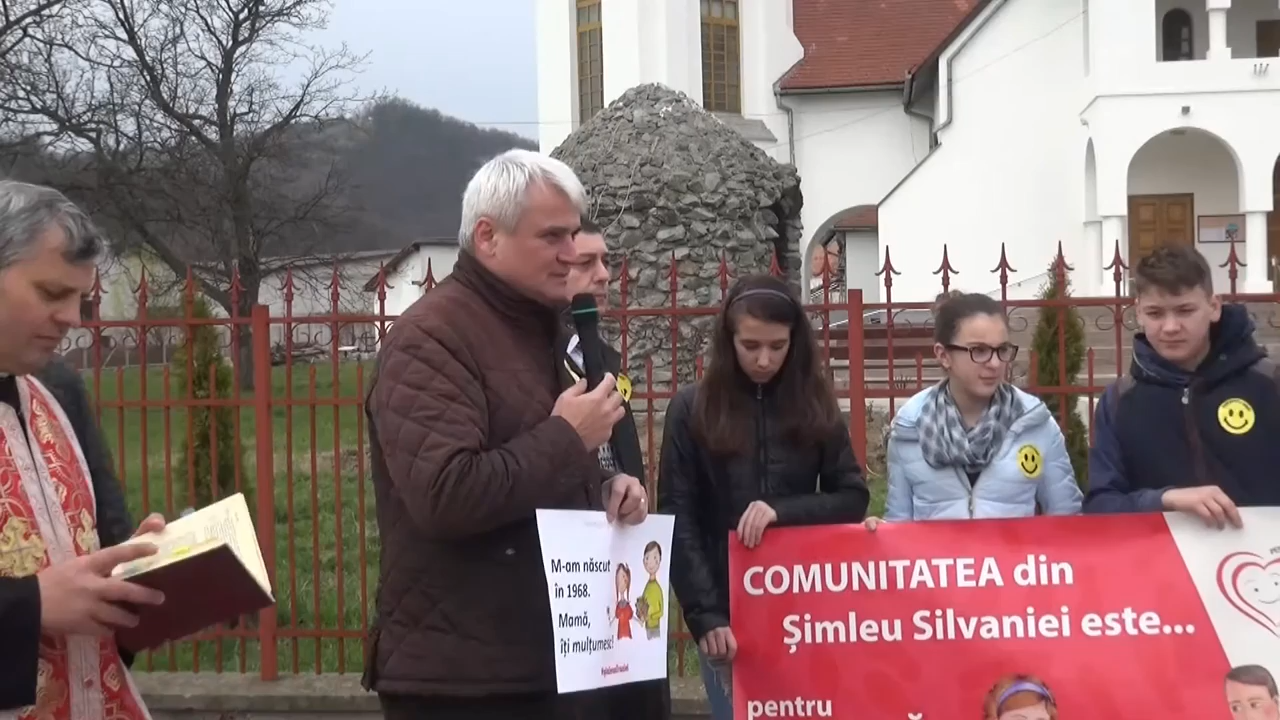 M-am născut
în 1968.
Mamă,
îți mulțumesc!
COMUNITATEA din
Șimleu Silvaniei este...
pentru